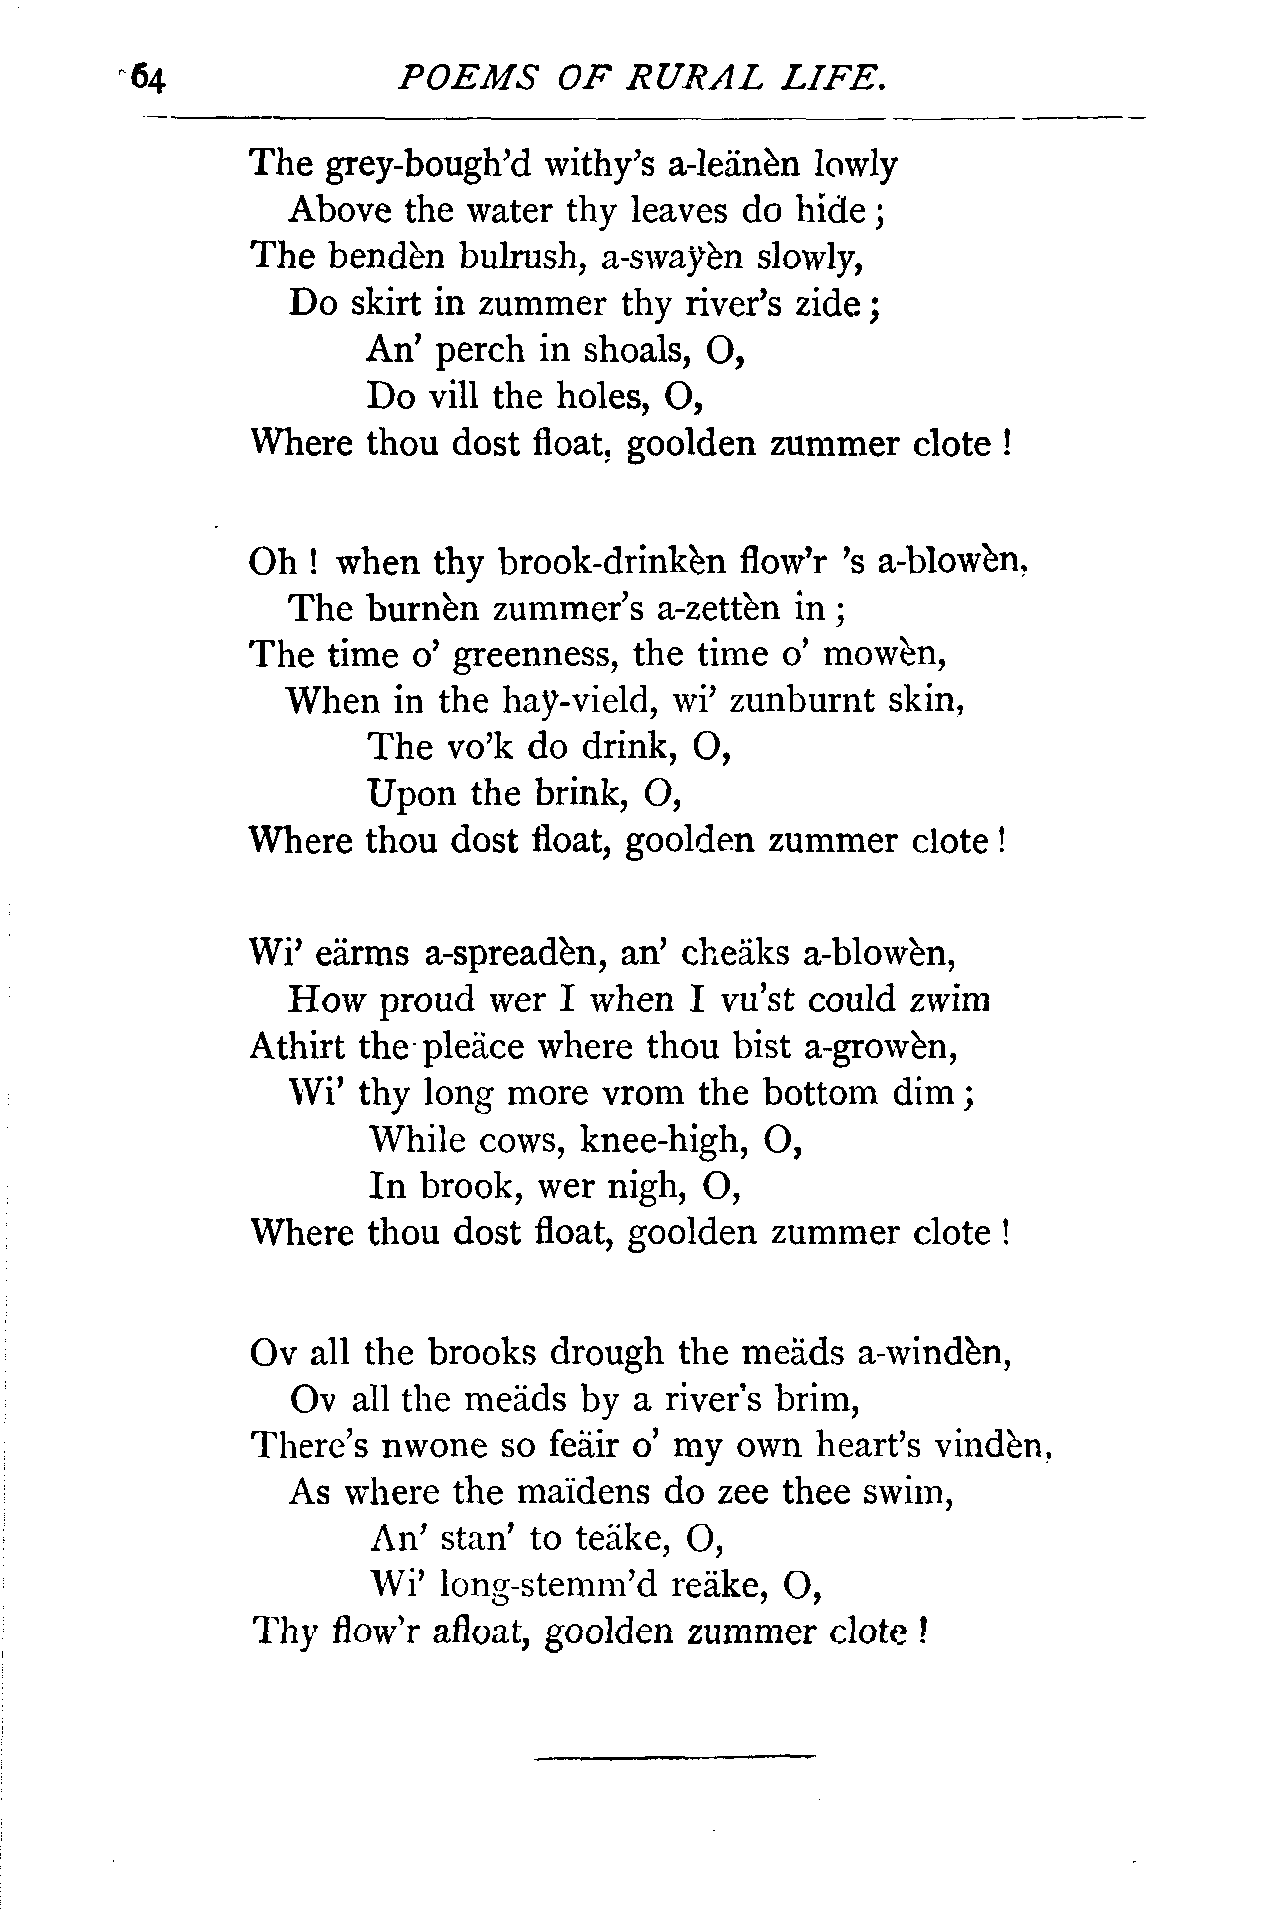 64 POEMS OF RURAL LIFE.
The grey-bough'd withy's a-leänèn lowly
Above the water thy leaves do hide;
The bendèn bulrush, a-swaÿèn slowly,
Do skirt in zummer thy river's zide;
An' perch in shoals, O,
Do vill the holes, O,
Where thou dost float, goolden zummer clote!
Oh! when thy brook-drinkèn flow'r 's a-blowèn,
The burnèn zummer's a-zettèn in;
The time o' greenness, the time o' mowèn,
When in the haÿ-vield, wi' zunburnt skin,
The vo'k do drink, O,
Upon the brink, O,
Where thou dost float, goolden zummer clote!
Wi' eärms a-spreadèn, an' cheäks a-blowèn,
How proud wer I when I vu'st could zwim
Athirt the pleäce where thou bist a-growèn,
Wi' thy long more vrom the bottom dim;
While cows, knee-high, O,
In brook, wer nigh, O,
Where thou dost float, goolden zummer clote!
Ov all the brooks drough the meäds a-windèn,
Ov all the meäds by a river's brim,
There's nwone so feäir o' my own heart's vindèn,
As where the maïdens do zee thee swim,
An' stan' to teäke, O,
Wi' long-stemm'd reäke, O,
Thy flow'r afloat, goolden zummer clote!